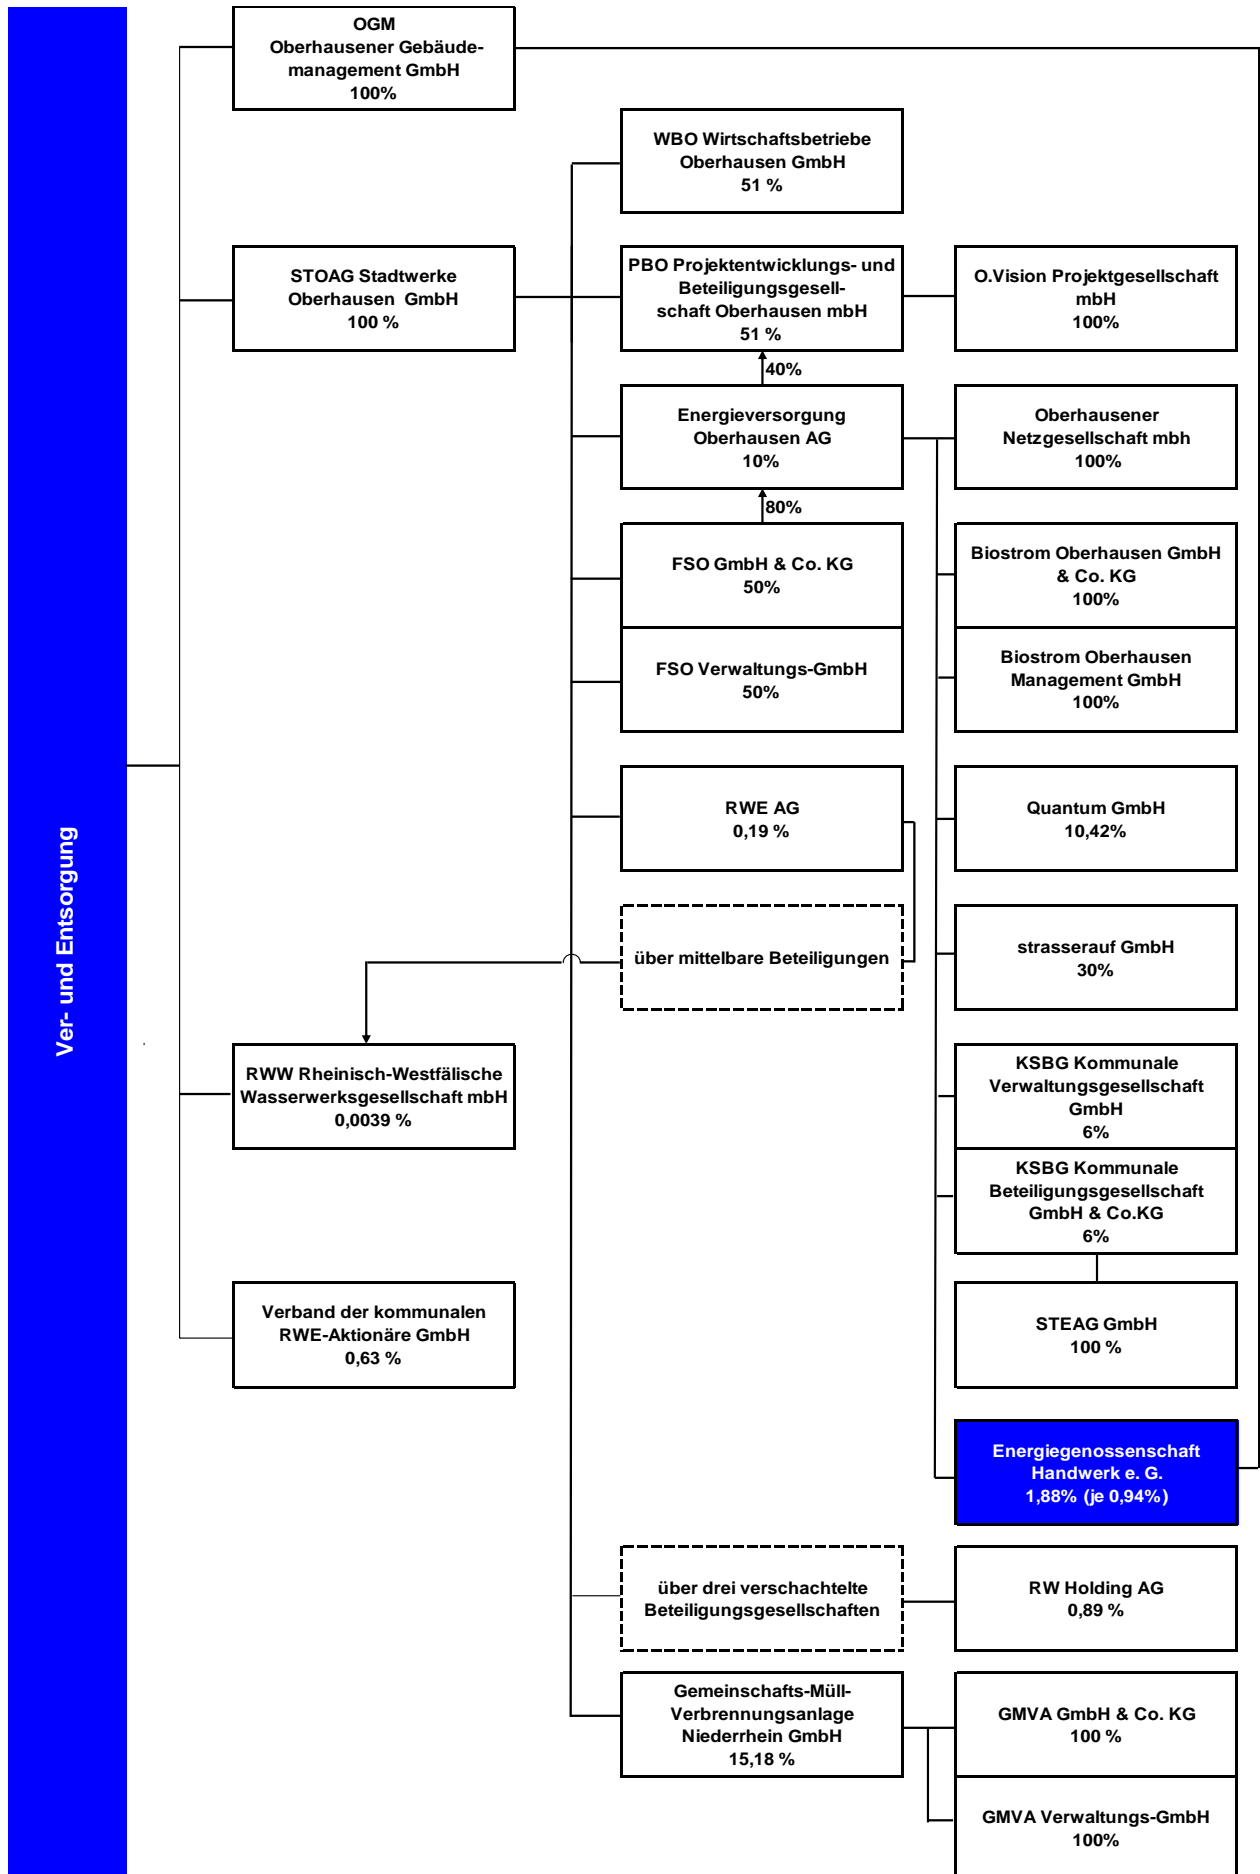 Ver- und Entsorgung
OGM
Oberhausener Gebäude-
management GmbH
100%
WBO Wirtschaftsbetriebe
Oberhausen GmbH
51 %
STOAG Stadtwerke
Oberhausen GmbH
100 %
PBO Projektentwicklungs- und
Beteiligungsgesell-
schaft Oberhausen mbH
51 %
O.Vision Projektgesellschaft
mbH
100%
40%
Energieversorgung
Oberhausen AG
10%
Oberhausener
Netzgesellschaft mbh
100%
80%
FSO GmbH & Co. KG
50%
Biostrom Oberhausen GmbH
& Co. KG
100%
FSO Verwaltungs-GmbH
50%
Biostrom Oberhausen
Management GmbH
100%
RWE AG
0,19 %
Quantum GmbH
10,42%
über mittelbare Beteiligungen
strasserauf GmbH
30%
RWW Rheinisch-Westfälische
Wasserwerksgesellschaft mbH
0,0039 %
KSBG Kommunale
Verwaltungsgesellschaft
GmbH
6%
KSBG Kommunale
Beteiligungsgesellschaft
GmbH & Co.KG
6%
Verband der kommunalen
RWE-Aktionäre GmbH
0,63 %
STEAG GmbH
100 %
Energiegenossenschaft
Handwerk e. G.
1,88% (je 0,94%)
über drei verschachtelte
Beteiligungsgesellschaften
RW Holding AG
0,89 %
Gemeinschafts-Müll-
Verbrennungsanlage
Niederrhein GmbH
15,18 %
GMVA GmbH & Co. KG
100 %
GMVA Verwaltungs-GmbH
100%